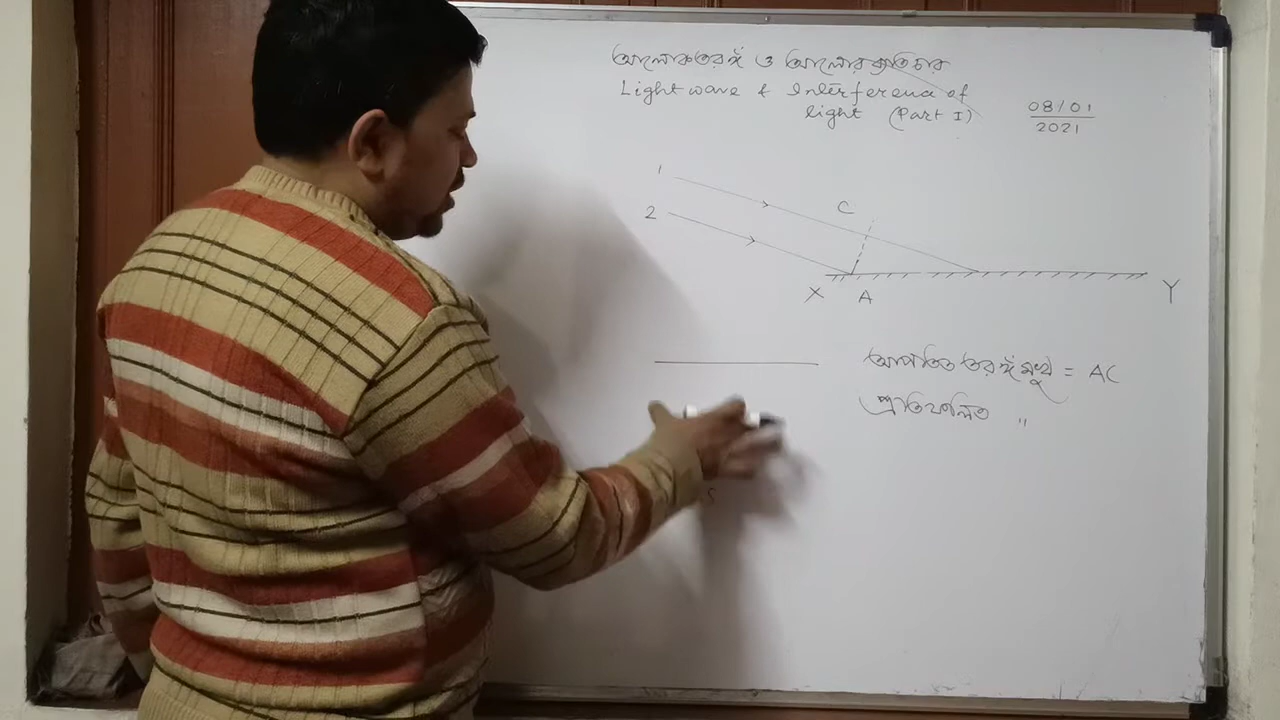 আলোকতরঙ্গ ও আলোর ব্যতিচার
Light wave & Interference of
light (Part I)
08/01
2021
1
C
2
X A Y
আপতিত তরঙ্গমুখ = AC
প্রতিফলিত "
S